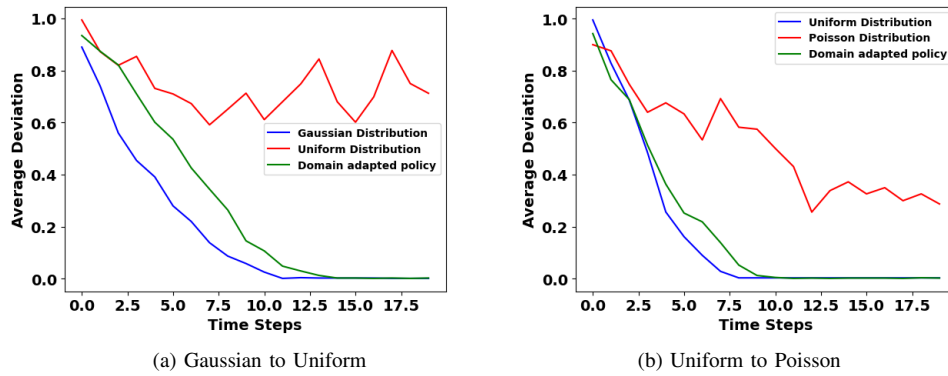 1.0
0.8
0.6
0.4
0.2
0.0
Average Deviation
Gaussian Distribution
Uniform Distribution
Domain adapted policy
0.0 2.5 5.0 7.5 10.0 12.5 15.0 17.5
Time Steps
(a) Gaussian to Uniform
1.0
0.8
0.6
0.4
0.2
0.0
Average Deviation
Uniform Distribution
Poisson Distribution
Domain adapted policy
0.0 2.5 5.0 7.5 10.0 12.5 15.0 17.5
Time Steps
(b) Uniform to Poisson